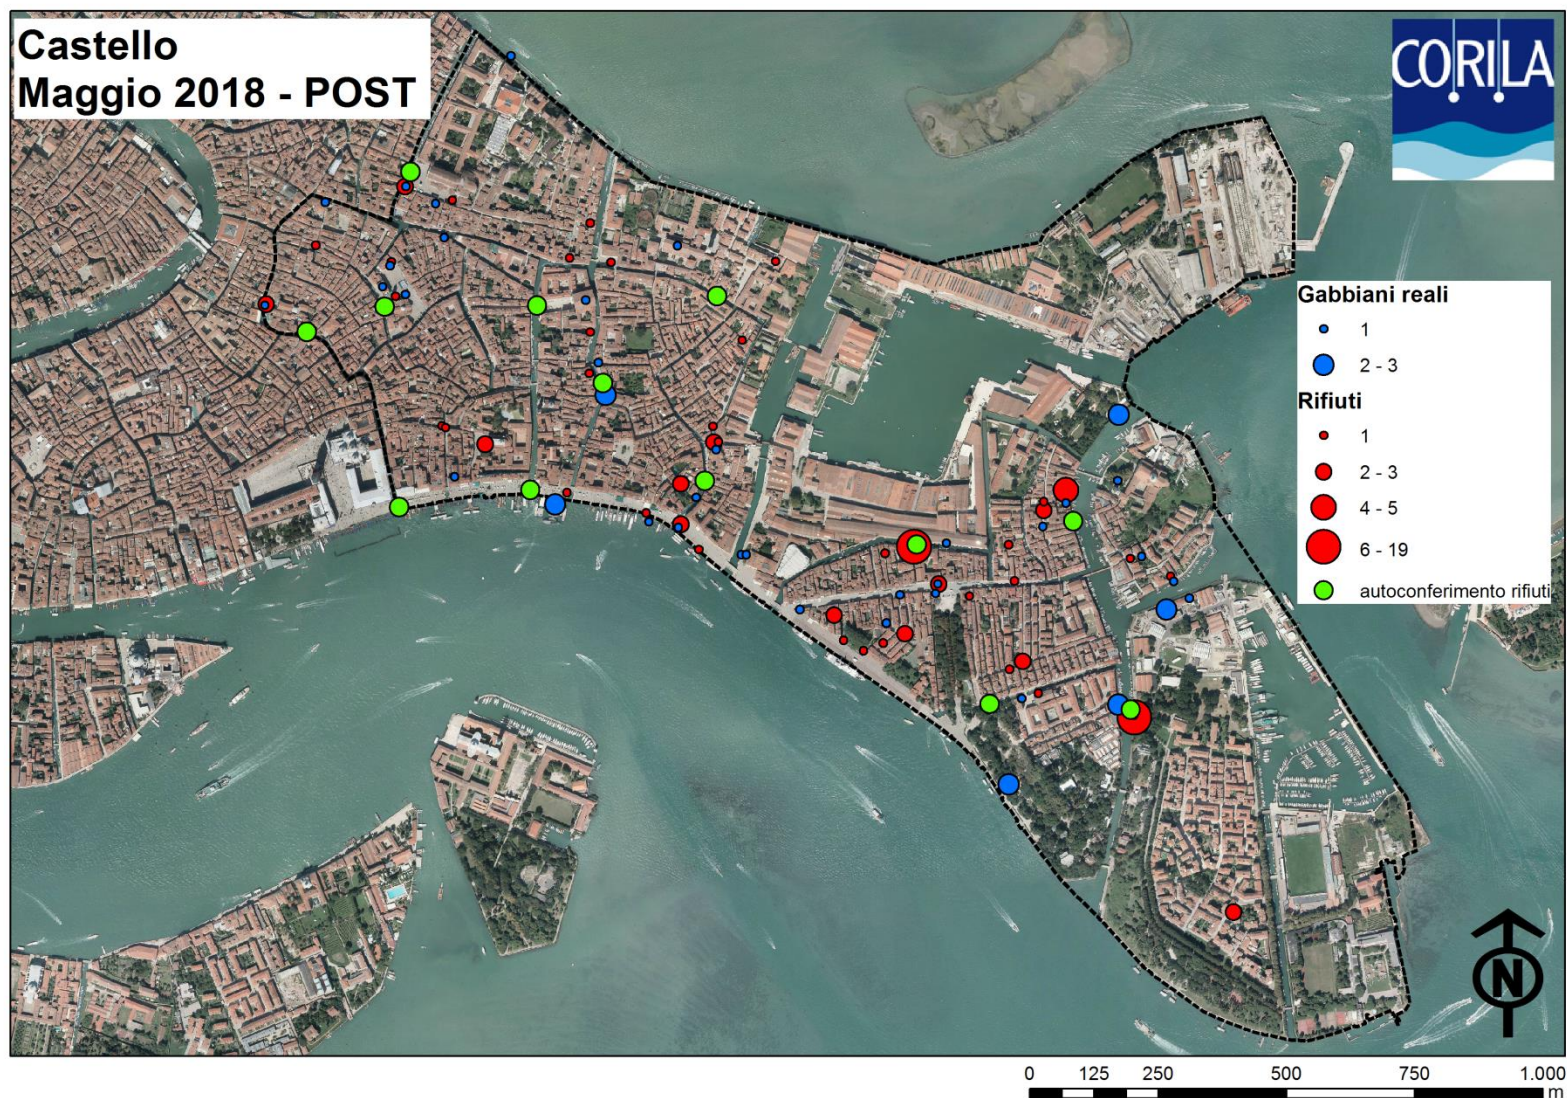 Castello
Maggio 2018 - POST
CORILA
Gabbiani reali
1
2 - 3
Rifiuti
1
2 - 3
4 - 5
6 - 19
autoconferimento rifiuti
N
0 125 250 500 750 1.000
m